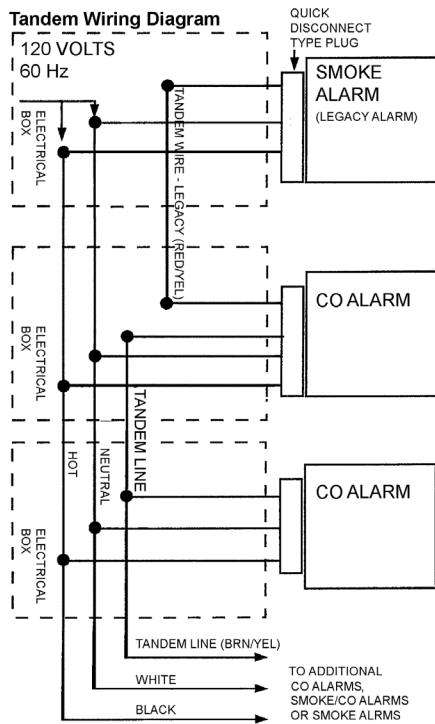 Tandem Wiring Diagram
QUICK
DISCONNECT
TYPE PLUG
120 VOLTS
60 Hz
SMOKE
ALARM
(LEGACY ALARM)
ELECTRICAL
BOX
TANDEM WIRE - LEGACY (RED/YEL)
CO ALARM
ELECTRICAL
BOX
TANDEM LINE
HOT
NEUTRAL
CO ALARM
ELECTRICAL
BOX
TANDEM LINE (BRN/YEL)
WHITE
BLACK
TO ADDITIONAL
CO ALARMS,
SMOKE/CO ALARMS
OR SMOKE ALRMS